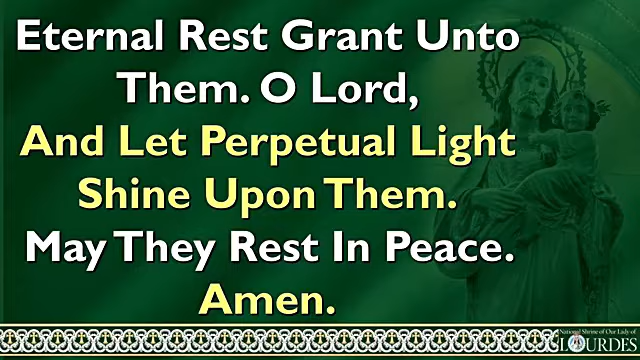 Eternal Rest Grant Unto
Them. O Lord,
And Let Perpetual Light
Shine Upon Them.
May They Rest In Peace.
Amen.
National Shrine of Our Lady of
LOURDES